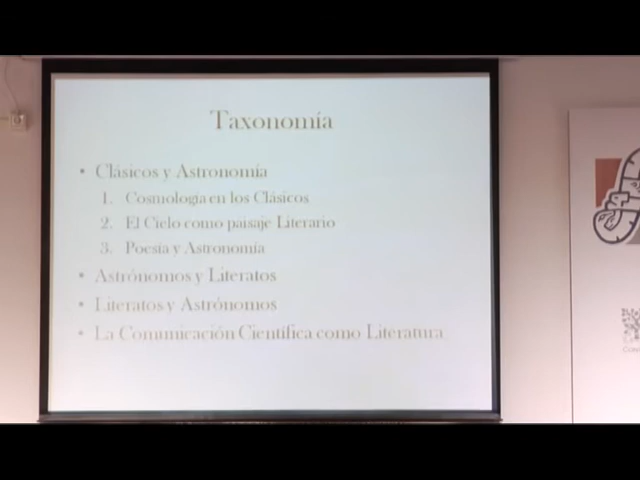 Taxonomía
• Clásicos y Astronomía
1. Cosmología en los Clásicos
2. El Cielo como paisaje Literario
3. Poesía y Astronomía
• Astrónomos y Literatos
• Literatos y Astrónomos
• La Comunicación Científica como Literatura